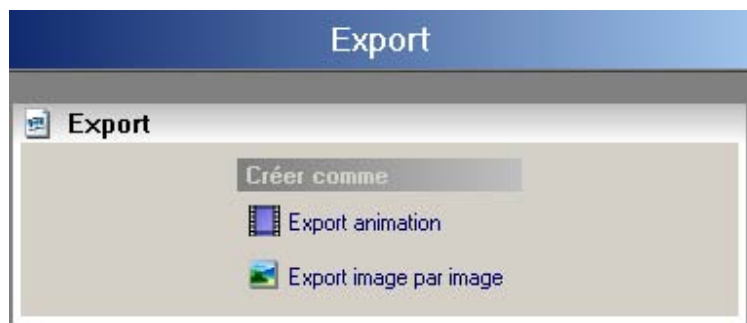 Export
Export
Créer comme
Export animation
Export image par image